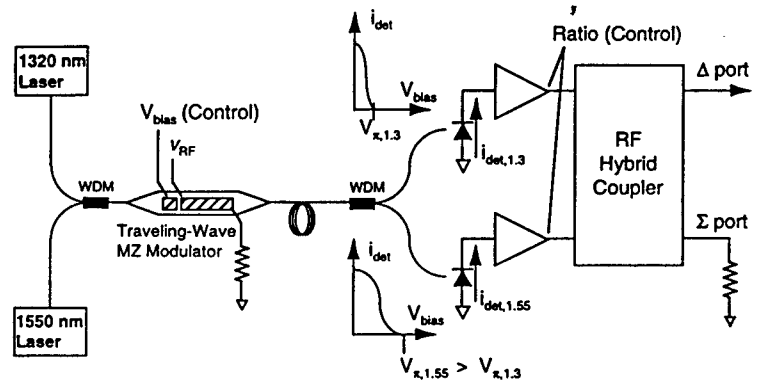 1320 nm
Laser
V_bias (Control)
v_RF
WDM
Traveling-Wave
MZ Modulator
1550 nm
Laser
i_det
V_bias
V_π,1.3
WDM
i_det
V_bias
V_π,1.55 > V_π,1.3
Ratio (Control)
i_det,1.3
i_det,1.55
RF
Hybrid
Coupler
Δ port
Σ port